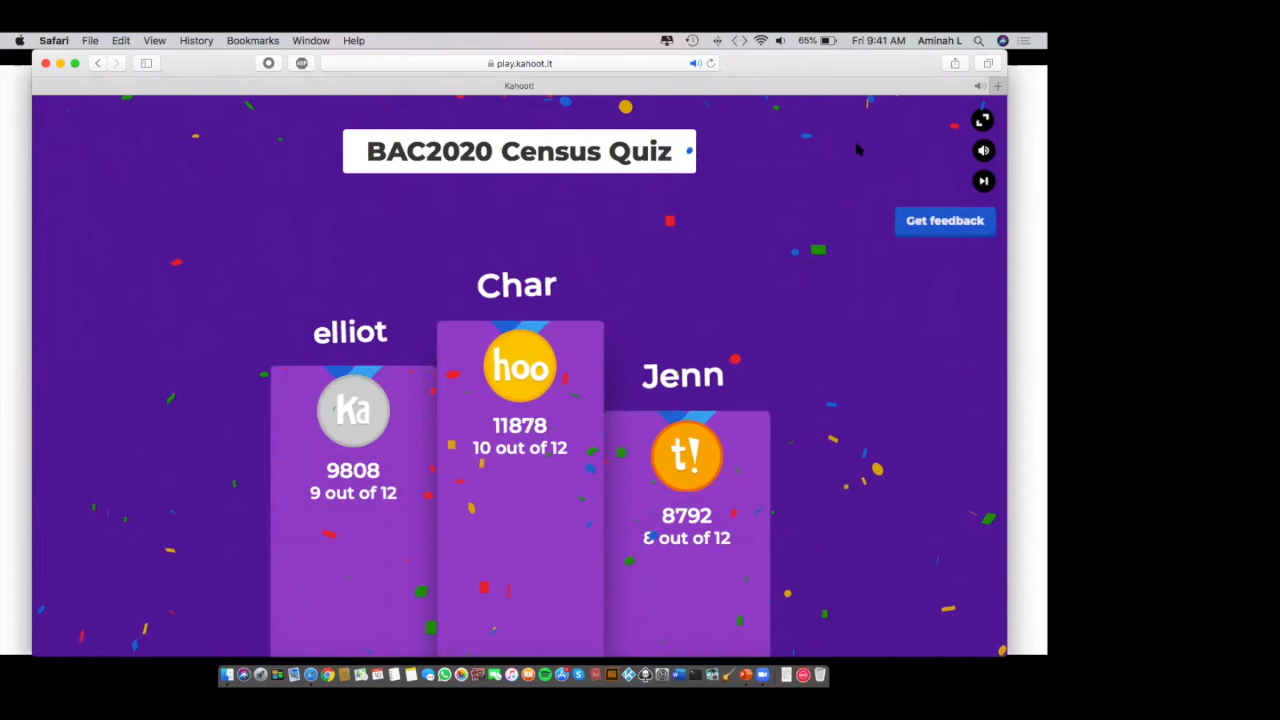 Safari File Edit View History Bookmarks Window Help 65% Fri 9:41 AM Aminah L
ABP play.kahoot.it
Kahoot!
BAC2020 Census Quiz
Get feedback
Char
elliot
Jenn
hoo
Ka
t!
11878
10 out of 12
9808
9 out of 12
8792
8 out of 12